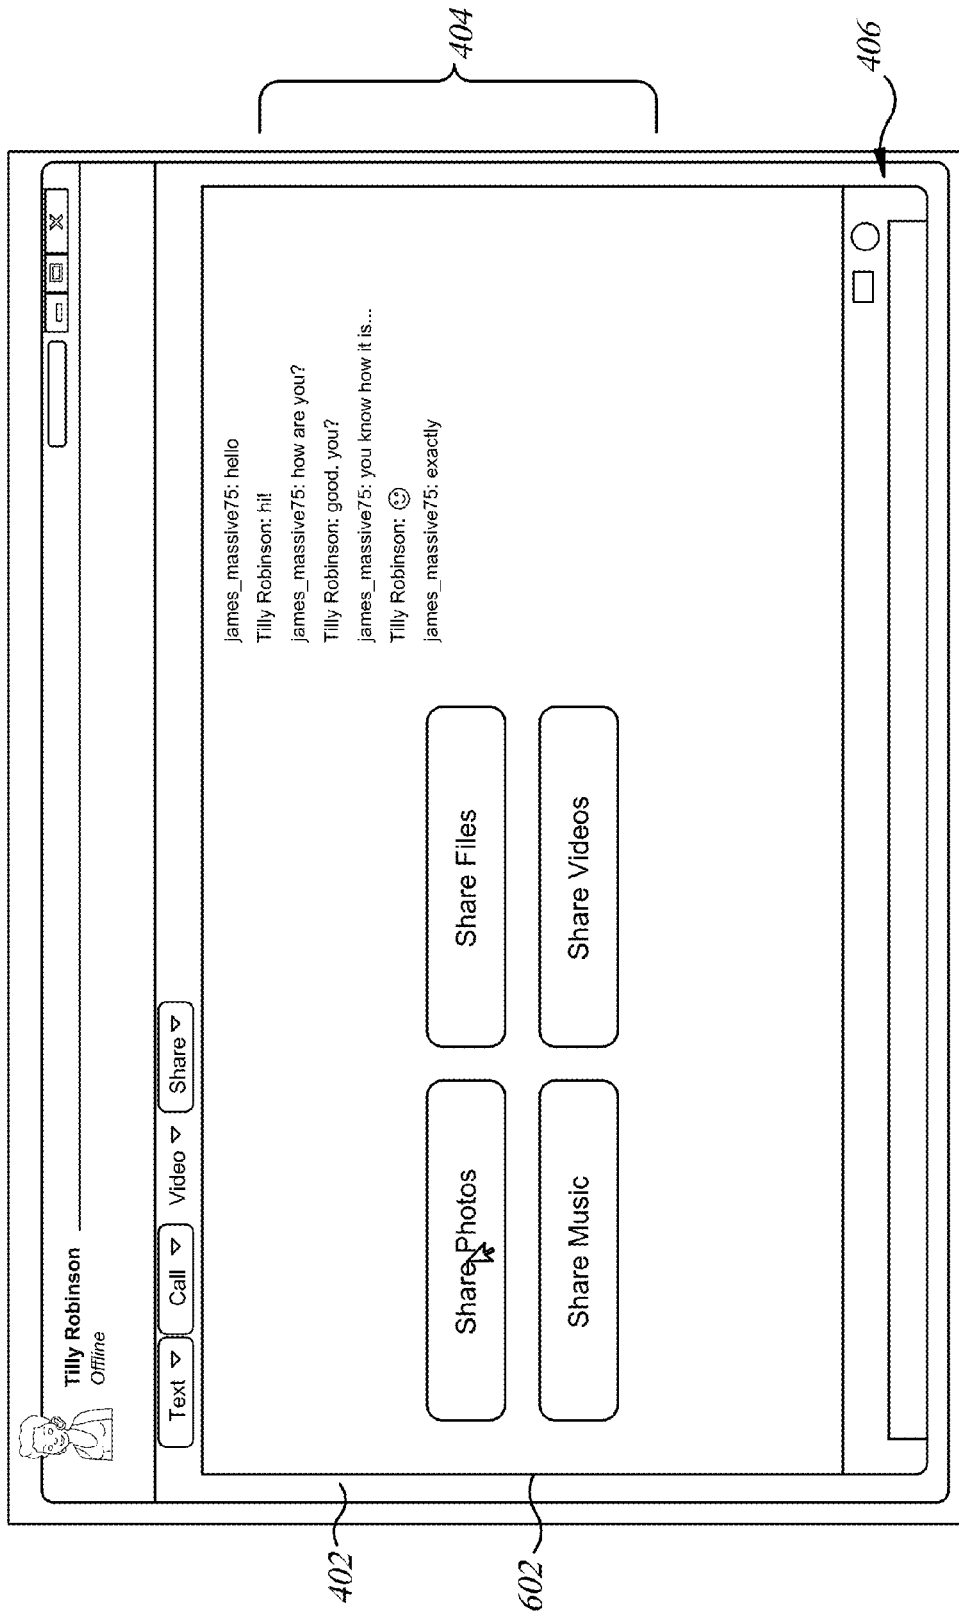 Tilly Robinson
Offline
Text
Call
Video
Share
james_massive75: hello
Tilly Robinson: hi!
james_massive75: how are you?
Tilly Robinson: good. you?
james_massive75: you know how it is...
Tilly Robinson: ☺
james_massive75: exactly
Share Photos
Share Files
Share Music
Share Videos
402
602
404
406